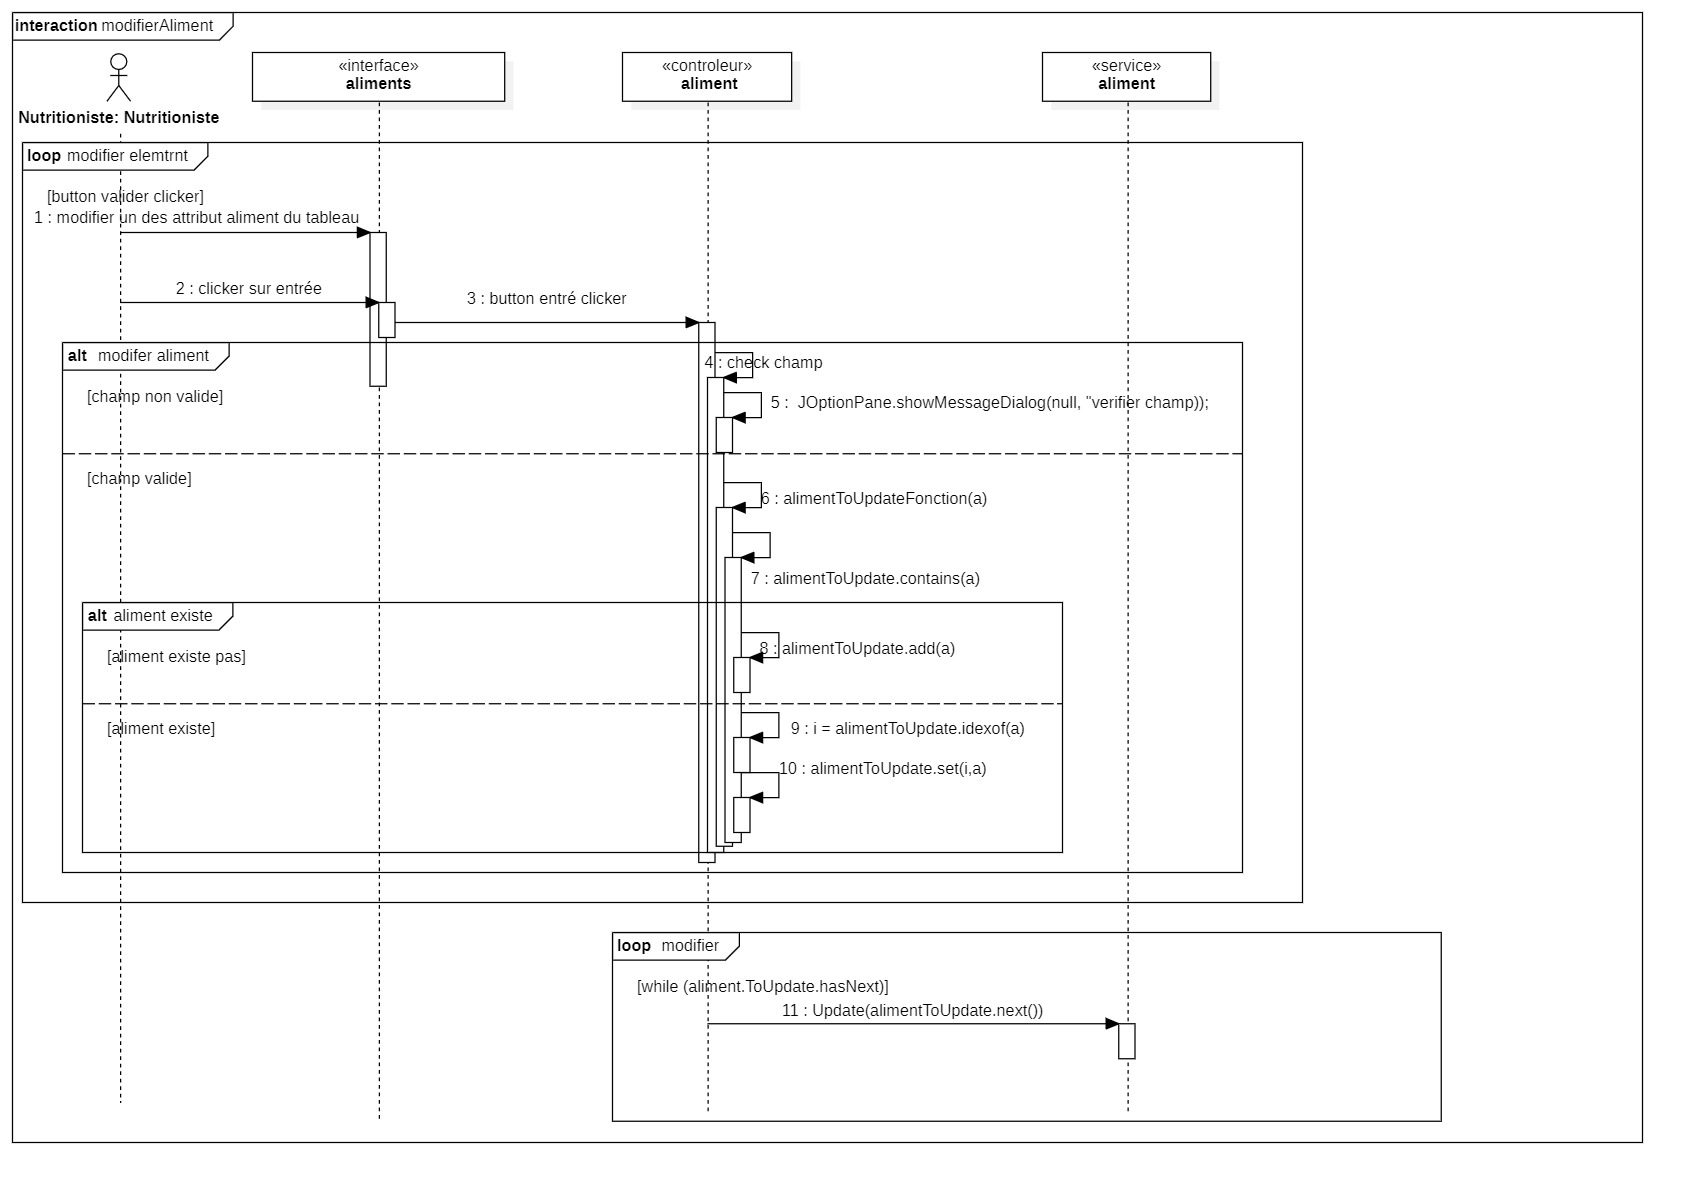 interaction modifierAliment
«interface»
aliments
«controleur»
aliment
«service»
aliment
Nutritioniste: Nutritioniste
loop modifier elemtrnt
[button valider clicker]
1 : modifier un des attribut aliment du tableau
2 : clicker sur entrée
3 : button entré clicker
alt modifer aliment
4 : check champ
[champ non valide]
5 : JOptionPane.showMessageDialog(null, "verifier champ));
[champ valide]
6 : alimentToUpdateFonction(a)
7 : alimentToUpdate.contains(a)
alt aliment existe
[aliment existe pas]
8 : alimentToUpdate.add(a)
[aliment existe]
9 : i = alimentToUpdate.idexof(a)
10 : alimentToUpdate.set(i,a)
loop modifier
[while (aliment.ToUpdate.hasNext)]
11 : Update(alimentToUpdate.next())